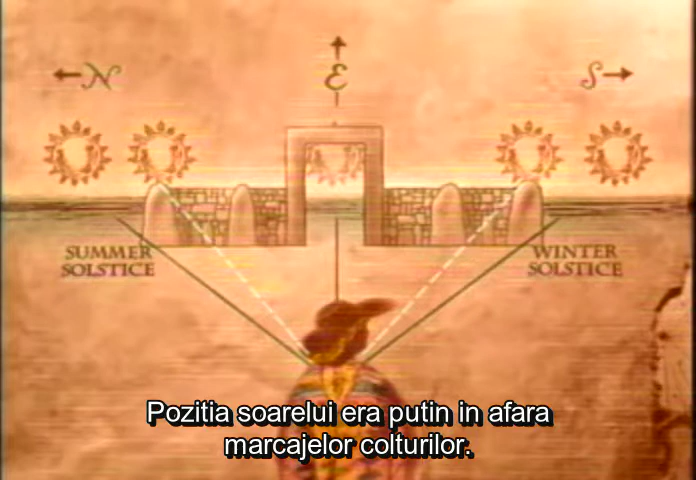 ← N
E
S →
SUMMER
SOLSTICE
WINTER
SOLSTICE
Pozitia soarelui era putin in afara
marcajelor colturilor.